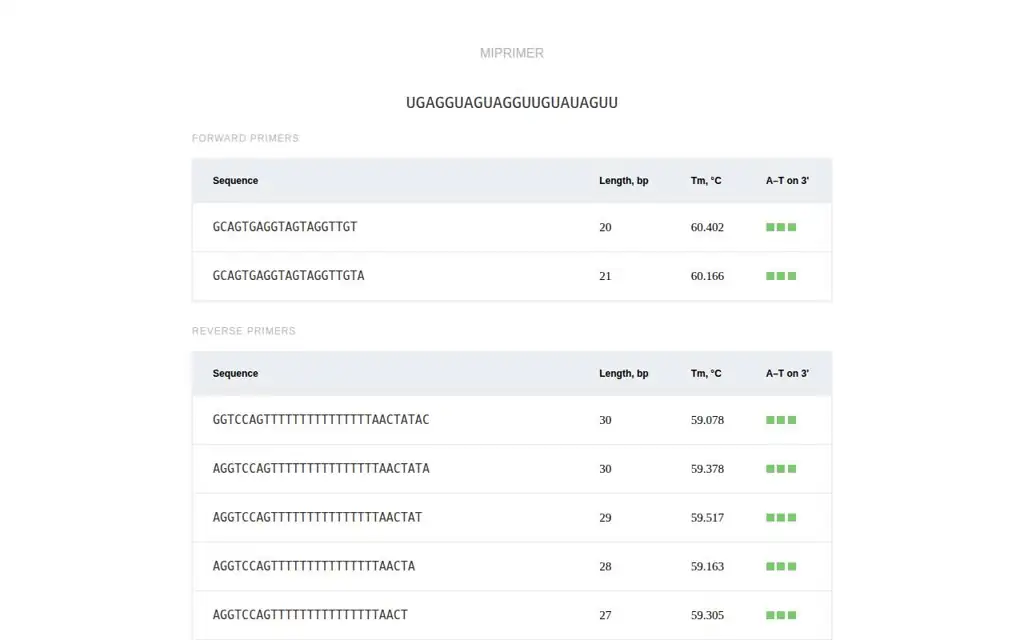 MIPRIMER
UGAGGUAGUAGGUUGUAUAGUU
FORWARD PRIMERS
Sequence Length, bp Tm, °C A–T on 3'
GCAGTGAGGTAGTAGGTTGT 20 60.402
GCAGTGAGGTAGTAGGTTGTA 21 60.166
REVERSE PRIMERS
Sequence Length, bp Tm, °C A–T on 3'
GGTCCAGTTTTTTTTTTTTTTTAACTATAC 30 59.078
AGGTCCAGTTTTTTTTTTTTTTTAACTATA 30 59.378
AGGTCCAGTTTTTTTTTTTTTTTAACTAT 29 59.517
AGGTCCAGTTTTTTTTTTTTTTTAACTA 28 59.163
AGGTCCAGTTTTTTTTTTTTTTTAACT 27 59.305